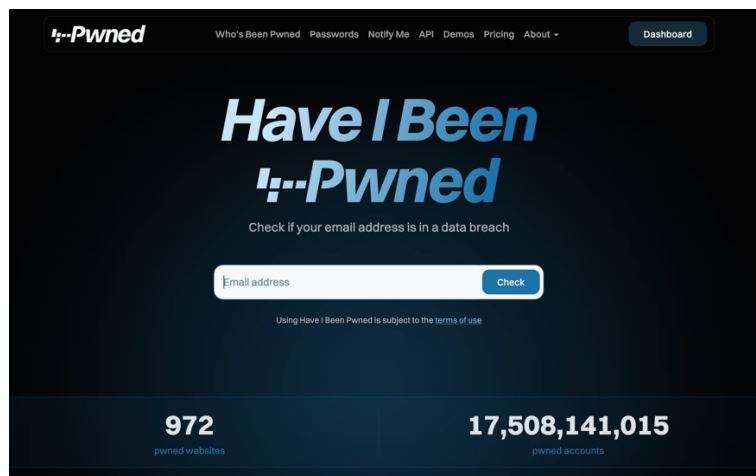 Pwned
Who's Been Pwned Passwords Notify Me API Demos Pricing About
Dashboard
Have I Been
Pwned
Check if your email address is in a data breach
Email address
Check
Using Have I Been Pwned is subject to the terms of use
972
pwned websites
17,508,141,015
pwned accounts